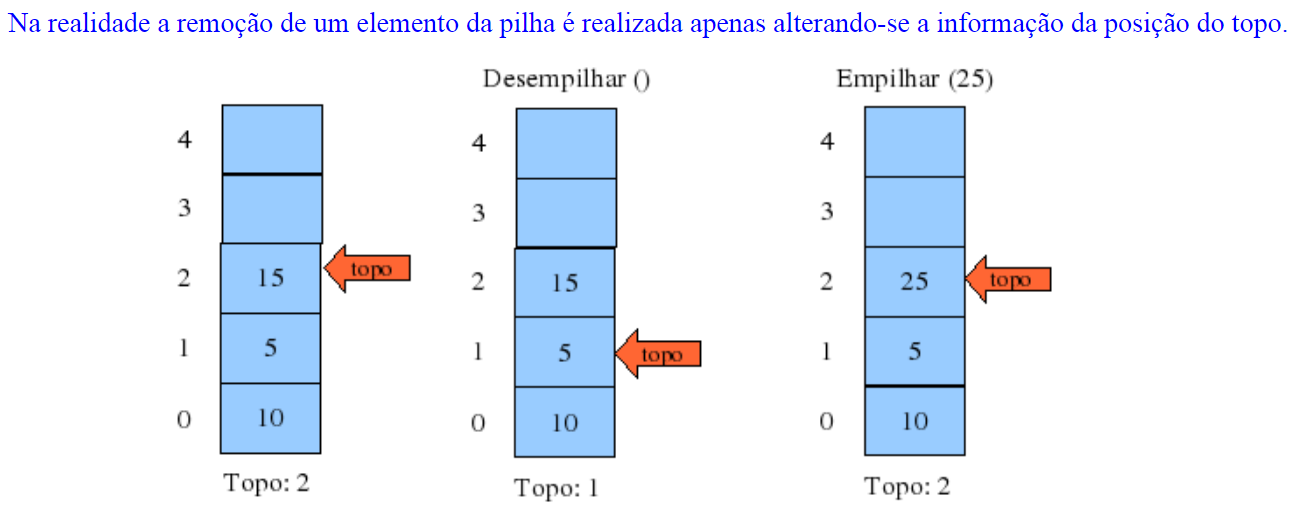 Na realidade a remoção de um elemento da pilha é realizada apenas alterando-se a informação da posição do topo.
Desempilhar ()
Empilhar (25)
4
3
2 15 topo
1 5
0 10
Topo: 2
4
3
2 15
1 5 topo
0 10
Topo: 1
4
3
2 25 topo
1 5
0 10
Topo: 2